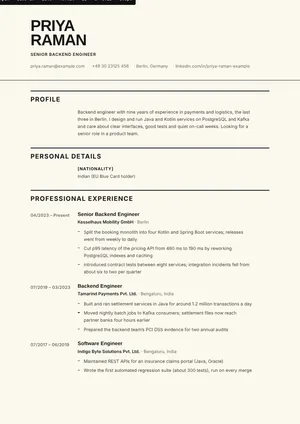 PRIYA
RAMAN
SENIOR BACKEND ENGINEER
priya.raman@example.com +49 30 23125 456 Berlin, Germany linkedin.com/in/priya-raman-example
PROFILE
Backend engineer with nine years of experience in payments and logistics, the last
three in Berlin. I design and run Java and Kotlin services on PostgreSQL and Kafka
and care about clear interfaces, good tests and quiet on-call weeks. Looking for a
senior role in a product team.
PERSONAL DETAILS
[NATIONALITY]
Indian (EU Blue Card holder)
PROFESSIONAL EXPERIENCE
04/2023 – Present Senior Backend Engineer
Kesselhaus Mobility GmbH · Berlin
– Split the booking monolith into four Kotlin and Spring Boot services; releases
went from weekly to daily
– Cut p95 latency of the pricing API from 480 ms to 190 ms by reworking
PostgreSQL indexes and caching
– Introduced contract tests between eight services; integration incidents fell from
about six to two per quarter
07/2019 – 03/2023 Backend Engineer
Tamarind Payments Pvt. Ltd. · Bengaluru, India
– Built and ran settlement services in Java for around 1.2 million transactions a day
– Moved nightly batch jobs to Kafka consumers; settlement files now reach
partner banks four hours earlier
– Prepared the backend team's PCI DSS evidence for two annual audits
07/2017 – 06/2019 Software Engineer
Indigo Byte Solutions Pvt. Ltd. · Bengaluru, India
– Maintained REST APIs for an insurance claims portal (Java, Oracle)
– Wrote the first automated regression suite (about 300 tests), run on every merge